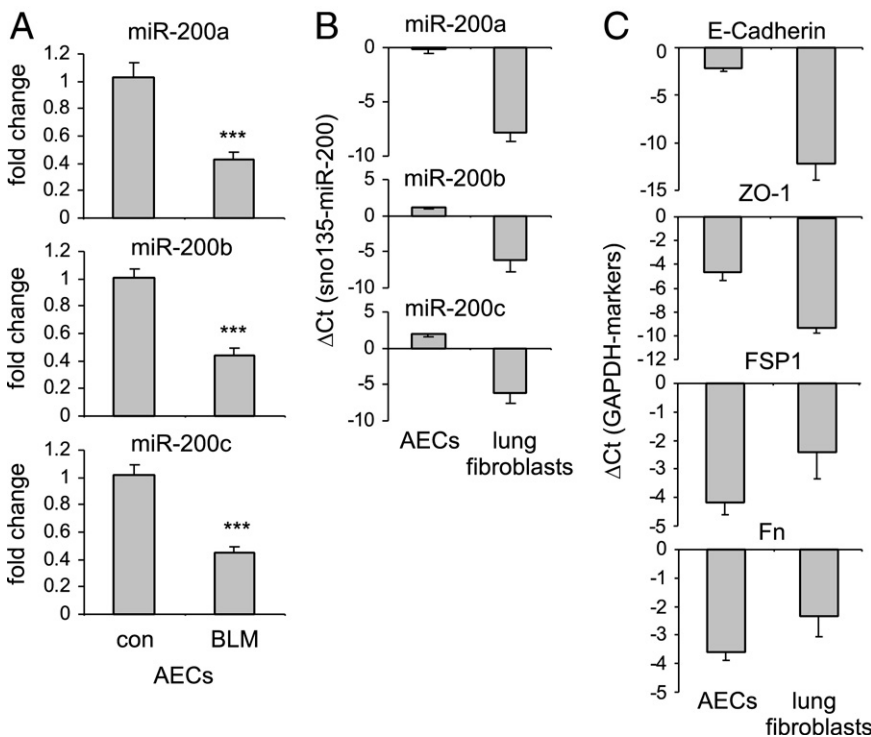 A
miR-200a
fold change
1.2
1
0.8
0.6
0.4
0.2
0
***
miR-200b
fold change
1.2
1
0.8
0.6
0.4
0.2
0
***
miR-200c
fold change
1.2
1
0.8
0.6
0.4
0.2
0
***
con BLM
AECs
B
miR-200a
0
-5
-10
miR-200b
5
0
-5
-10
miR-200c
5
0
-5
-10
ΔCt (sno135-miR-200)
AECs lung
fibroblasts
C
E-Cadherin
0
-5
-10
-15
ZO-1
0
-2
-4
-6
-8
-10
-12
FSP1
0
-1
-2
-3
-4
-5
Fn
0
-1
-2
-3
-4
-5
ΔCt (GAPDH-markers)
AECs lung
fibroblasts